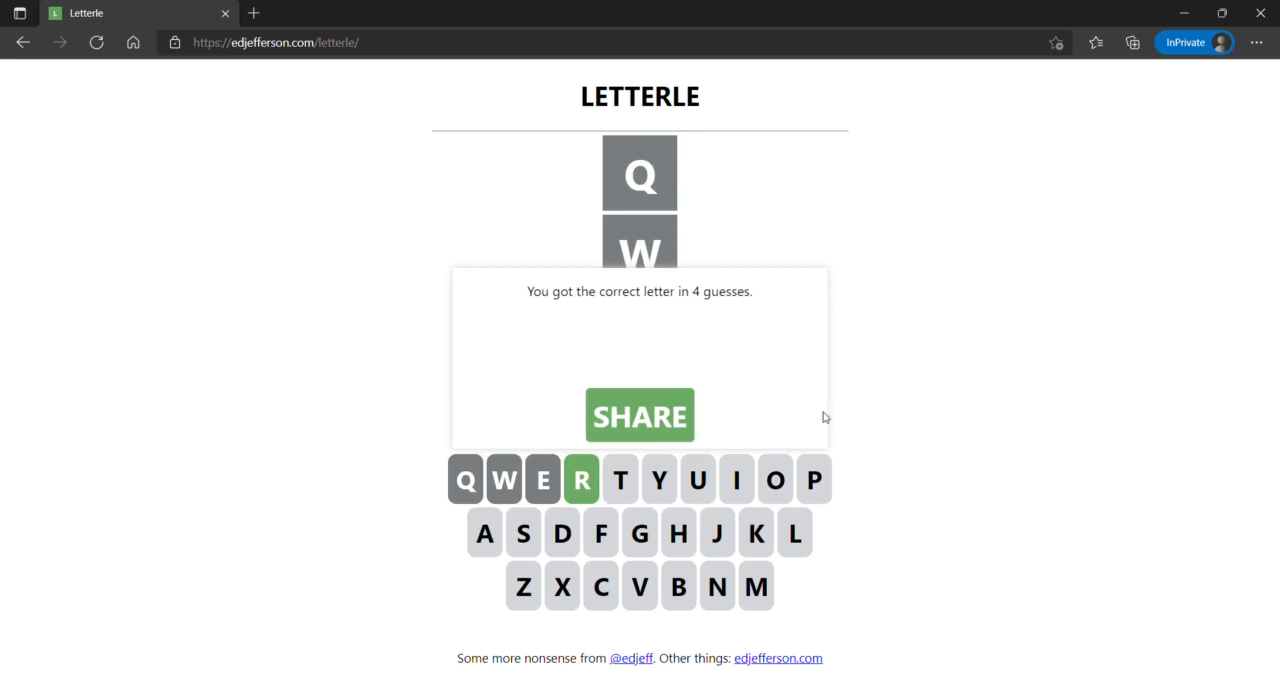 Letterle
https://edjefferson.com/letterle/
InPrivate
LETTERLE
Q
W
You got the correct letter in 4 guesses.
SHARE
Q W E R T Y U I O P
A S D F G H J K L
Z X C V B N M
Some more nonsense from @edjeff. Other things: edjefferson.com